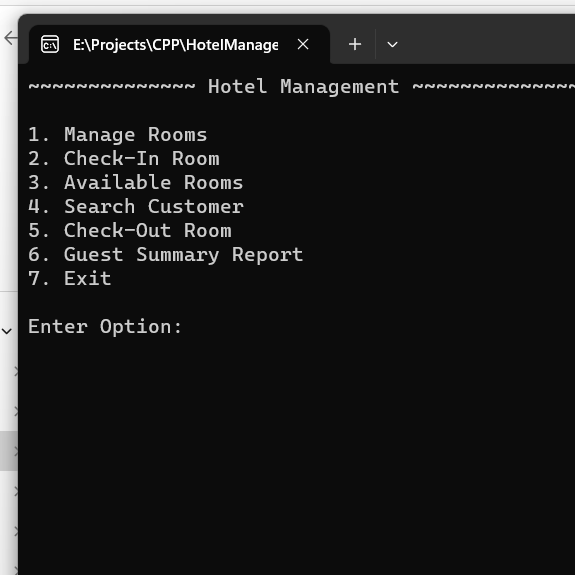 E:\Projects\CPP\HotelManage
~~~~~~~~~~~~~~ Hotel Management ~~~~~~~~~~~~~~
1. Manage Rooms
2. Check-In Room
3. Available Rooms
4. Search Customer
5. Check-Out Room
6. Guest Summary Report
7. Exit
Enter Option: